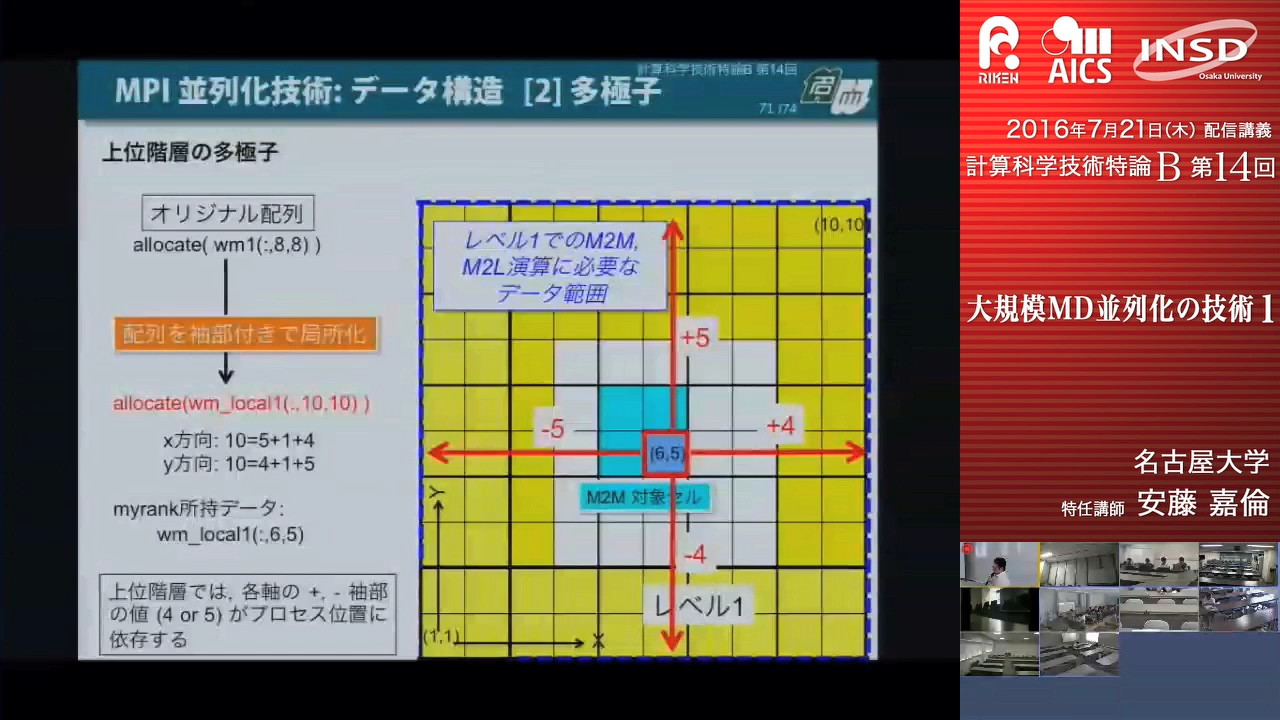 計算科学技術特論B 第14回
MPI 並列化技術: データ構造 [2] 多極子
71 /74
上位階層の多極子
オリジナル配列
allocate( wm1(:,8,8) )
配列を袖部付きで局所化
allocate(wm_local1(:,10,10) )
x方向: 10=5+1+4
y方向: 10=4+1+5
myrank所持データ:
wm_local1(:,6,5)
上位階層では, 各軸の +, - 袖部
の値 (4 or 5) がプロセス位置に
依存する
(10,10)
レベル1でのM2M,
M2L演算に必要な
データ範囲
+5
-5
+4
(6,5)
M2M 対象セル
Y
-4
レベル1
(1,1)
X
RIKEN
AICS
INSD
Osaka University
2016年7月21日(木) 配信講義
計算科学技術特論 B 第14回
大規模MD並列化の技術1
名古屋大学
特任講師 安藤 嘉倫